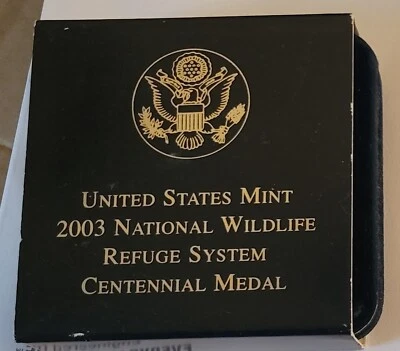 UNITED STATES MINT
2003 NATIONAL WILDLIFE
REFUGE SYSTEM
CENTENNIAL MEDAL